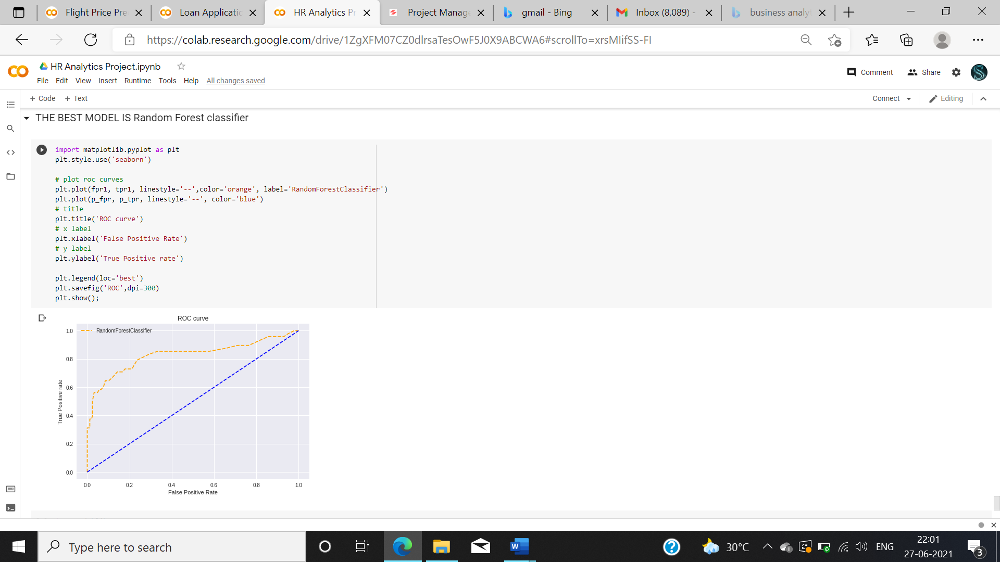 Flight Price Pre
Loan Applicatio
HR Analytics Pr
Project Manage
gmail - Bing
Inbox (8,089) -
business analyt
https://colab.research.google.com/drive/1ZgXFM07CZ0dIrsaTesOwF5J0X9ABCWA6#scrollTo=xrsMIifSS-FI
HR Analytics Project.ipynb
Comment
Share
File Edit View Insert Runtime Tools Help All changes saved
+ Code + Text
Connect
Editing
THE BEST MODEL IS Random Forest classifier
import matplotlib.pyplot as plt
plt.style.use('seaborn')
# plot roc curves
plt.plot(fpr1, tpr1, linestyle='--',color='orange', label='RandomForestClassifier')
plt.plot(p_fpr, p_tpr, linestyle='--', color='blue')
# title
plt.title('ROC curve')
# x label
plt.xlabel('False Positive Rate')
# y label
plt.ylabel('True Positive rate')
plt.legend(loc='best')
plt.savefig('ROC',dpi=300)
plt.show();
ROC curve
RandomForestClassifier
1.0
0.8
0.6
0.4
0.2
0.0
True Positive rate
0.0 0.2 0.4 0.6 0.8 1.0
False Positive Rate
Type here to search
30°C
ENG
22:01
27-06-2021
3